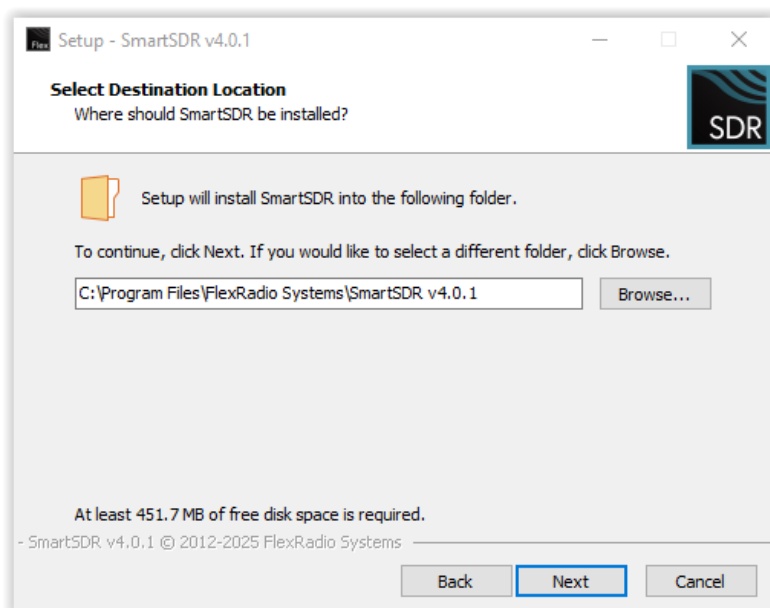 Flex
Setup - SmartSDR v4.0.1
Select Destination Location
Where should SmartSDR be installed?
SDR
Setup will install SmartSDR into the following folder.
To continue, click Next. If you would like to select a different folder, click Browse.
C:\Program Files\FlexRadio Systems\SmartSDR v4.0.1
Browse...
At least 451.7 MB of free disk space is required.
- SmartSDR v4.0.1 © 2012-2025 FlexRadio Systems
Back
Next
Cancel